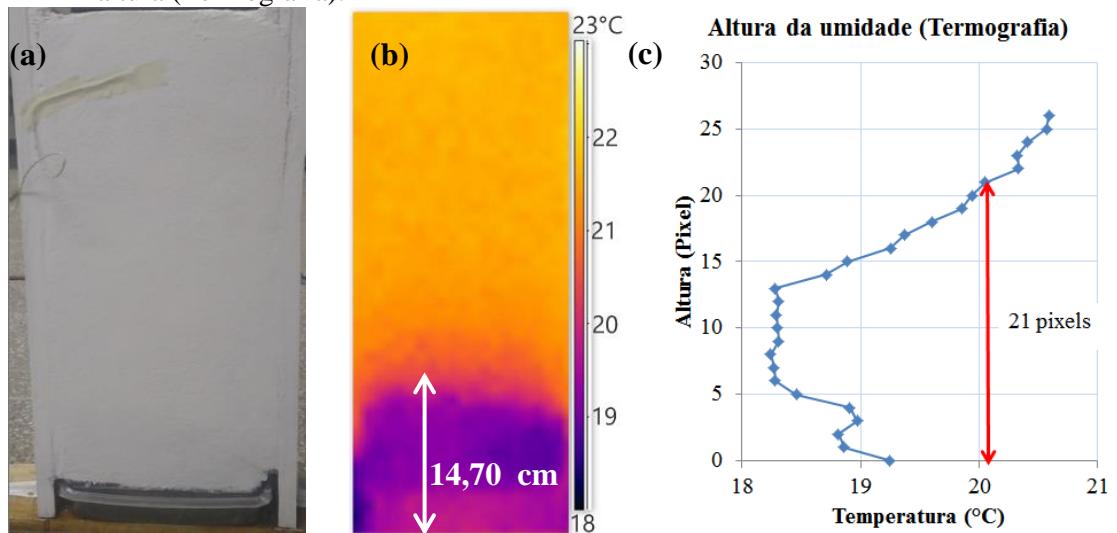 (a)
(b)
23°C
22
21
20
19
18
14,70 cm
(c)
Altura da umidade (Termografia)
Altura (Pixel)
30
25
20
15
10
5
0
21 pixels
18 19 20 21
Temperatura (°C)